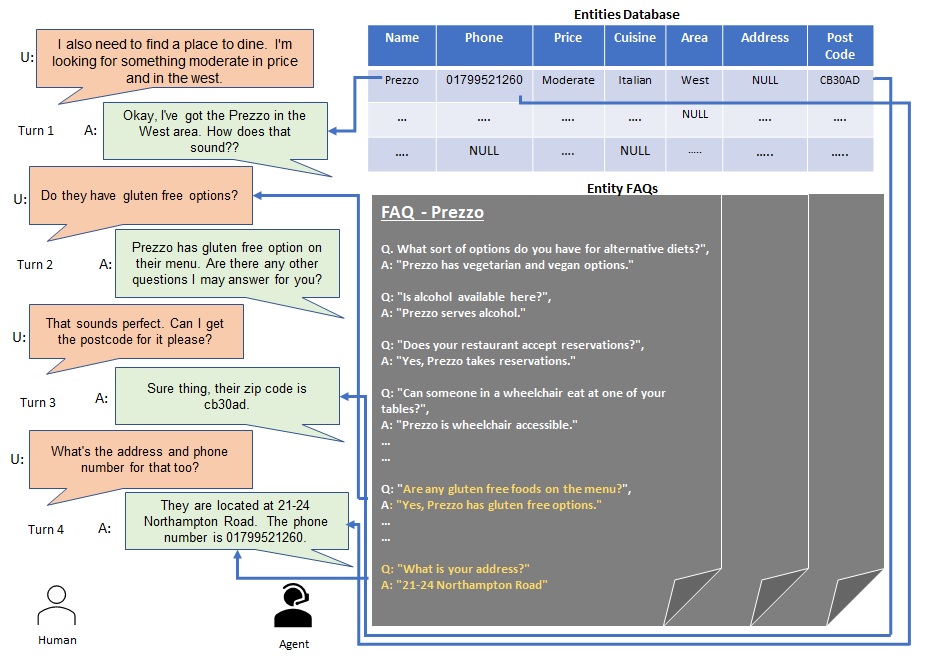 Entities Database
Name Phone Price Cuisine Area Address Post
Code
Prezzo 01799521260 Moderate Italian West NULL CB30AD
... .... .... .... NULL .... ....
.... NULL .... NULL ..... ..... .....
U:
I also need to find a place to dine. I'm
looking for something moderate in price
and in the west.
Turn 1 A:
Okay, I've got the Prezzo in the
West area. How does that
sound??
U:
Do they have gluten free options?
Turn 2 A:
Prezzo has gluten free option on
their menu. Are there any other
questions I may answer for you?
U:
That sounds perfect. Can I get
the postcode for it please?
Turn 3 A:
Sure thing, their zip code is
cb30ad.
U:
What's the address and phone
number for that too?
Turn 4 A:
They are located at 21-24
Northampton Road. The phone
number is 01799521260.
Human
Agent
Entity FAQs
FAQ - Prezzo
Q. What sort of options do you have for alternative diets?",
A: "Prezzo has vegetarian and vegan options."
Q: "Is alcohol available here?",
A: "Prezzo serves alcohol."
Q: "Does your restaurant accept reservations?",
A: "Yes, Prezzo takes reservations."
Q: "Can someone in a wheelchair eat at one of your
tables?",
A: "Prezzo is wheelchair accessible."
...
...
Q: "Are any gluten free foods on the menu?",
A: "Yes, Prezzo has gluten free options."
...
...
Q: "What is your address?"
A: "21-24 Northampton Road"